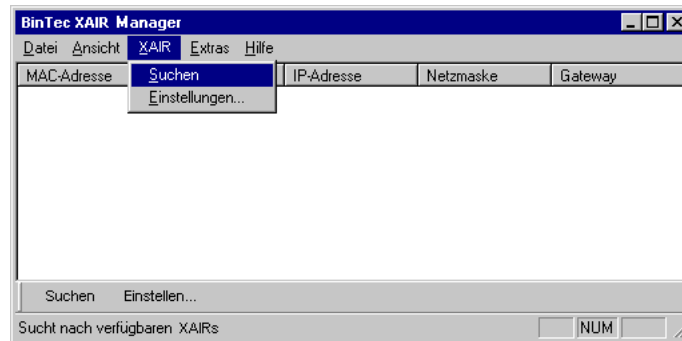 BinTec XAIR Manager
Datei Ansicht XAIR Extras Hilfe
MAC-Adresse IP-Adresse Netzmaske Gateway
Suchen
Einstellungen...
Suchen Einstellen...
Sucht nach verfügbaren XAIRs NUM